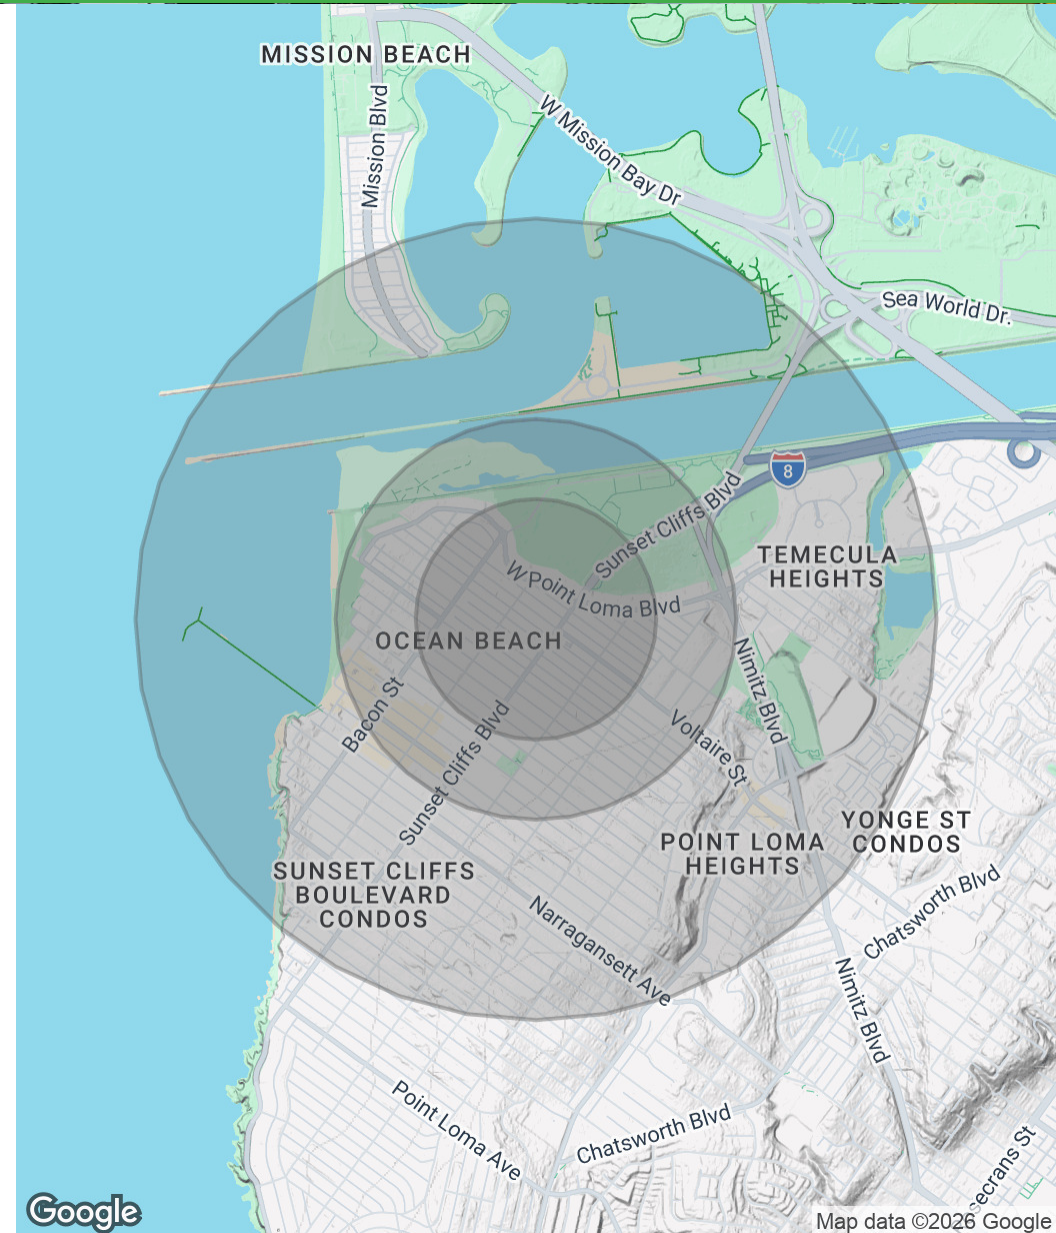 MISSION BEACH
Mission Blvd
W Mission Bay Dr
Sea World Dr.
8
Sunset Cliffs Blvd
TEMECULA
HEIGHTS
W Point Loma Blvd
OCEAN BEACH
Nimitz Blvd
Bacon St
Sunset Cliffs Blvd
Voltaire St
YONGE ST
CONDOS
POINT LOMA
HEIGHTS
SUNSET CLIFFS
BOULEVARD
CONDOS
Chatsworth Blvd
Narragansett Ave
Nimitz Blvd
Point Loma Ave
Chatsworth Blvd
secrans St
Google
Map data ©2026 Google